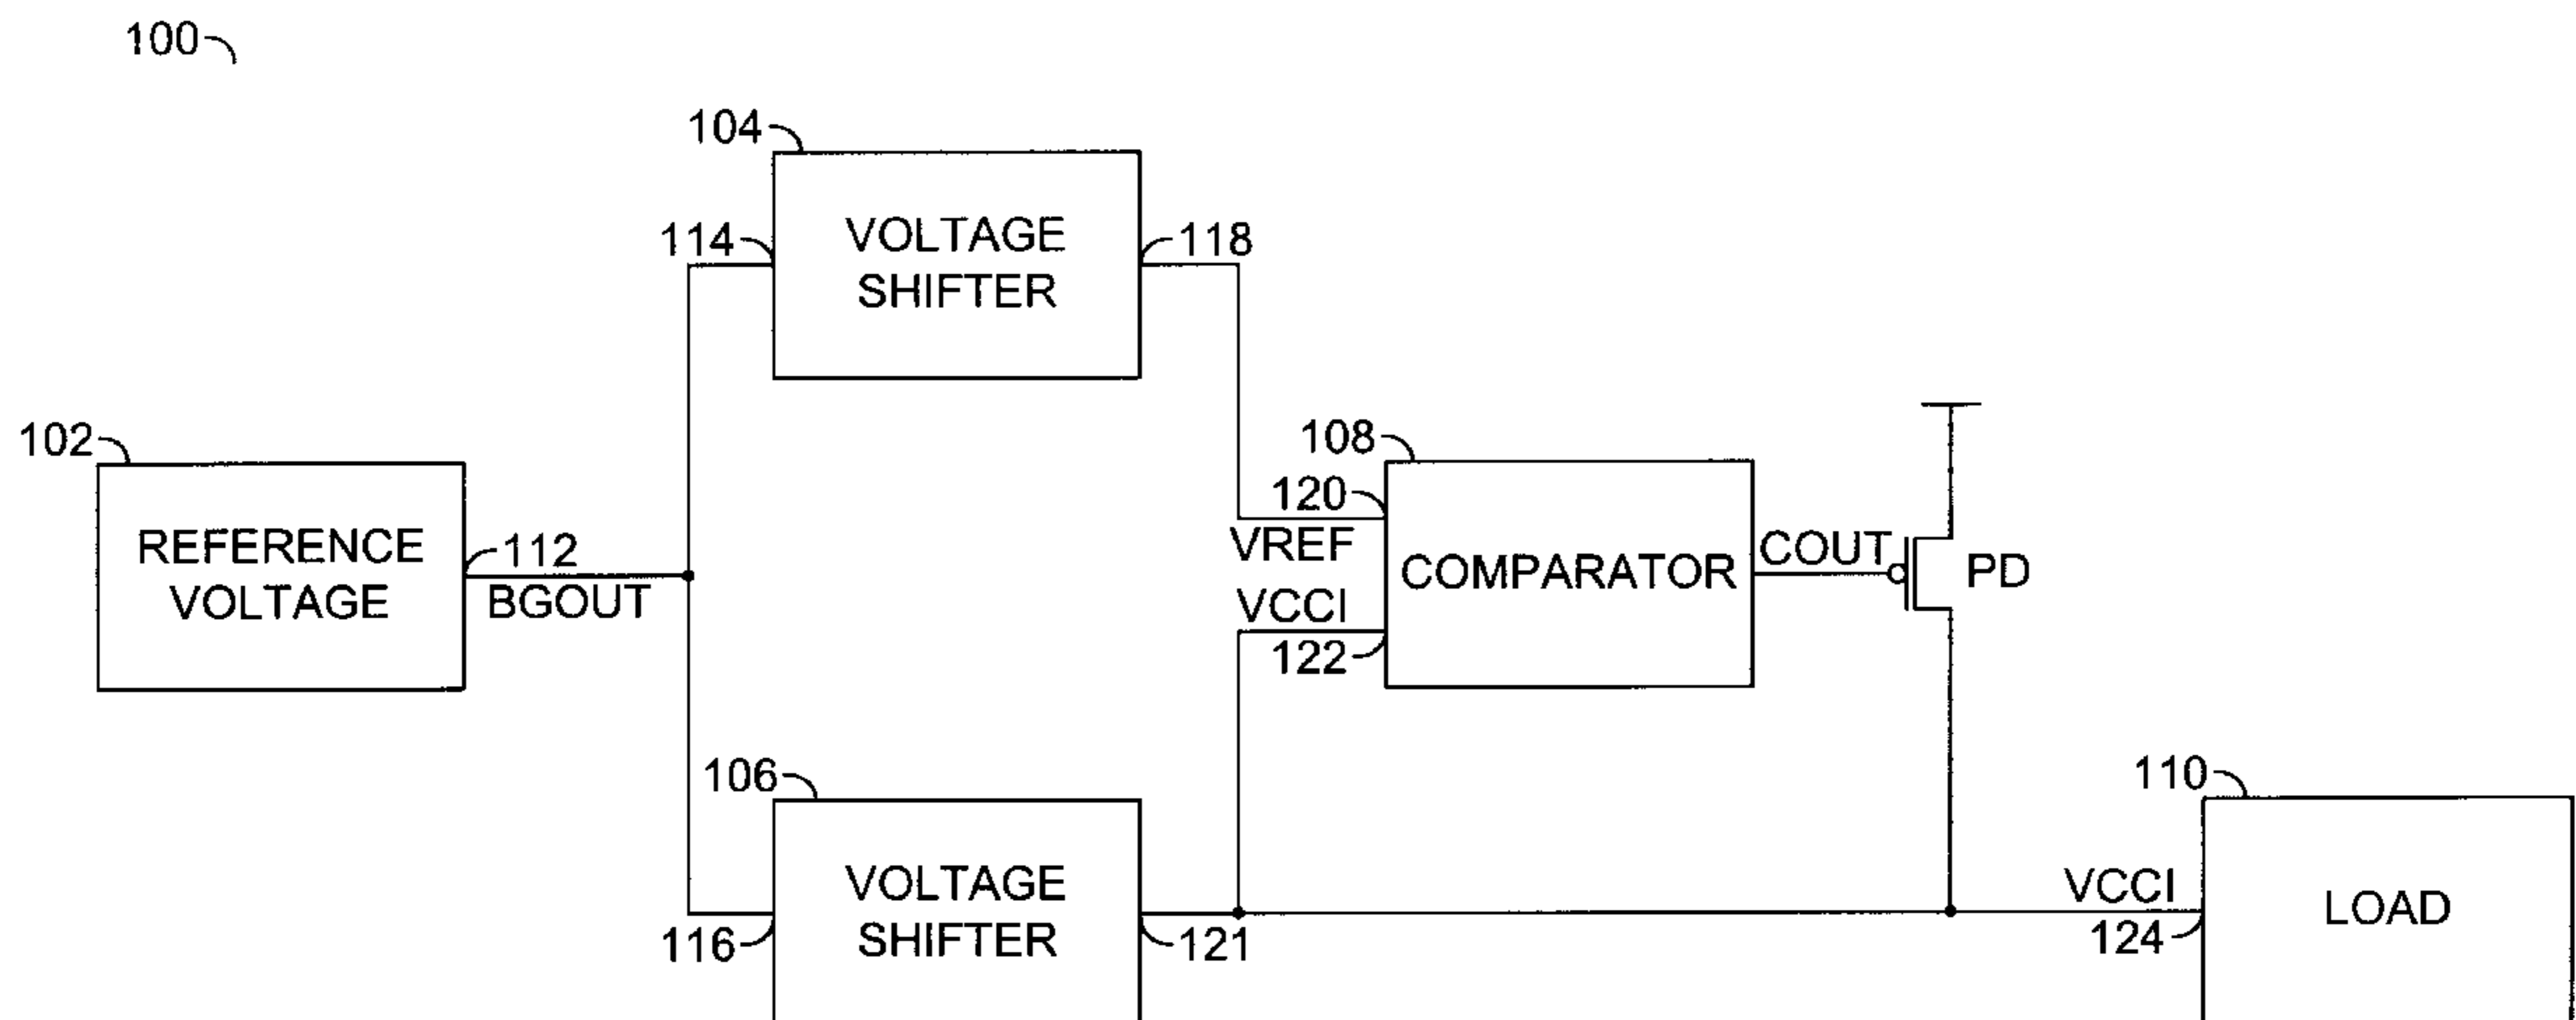 100
104
114
VOLTAGE
SHIFTER
118
102
REFERENCE
VOLTAGE
112
BGOUT
108
120
VREF
VCCI
122
COMPARATOR
COUT
PD
106
116
VOLTAGE
SHIFTER
121
110
VCCI
124
LOAD